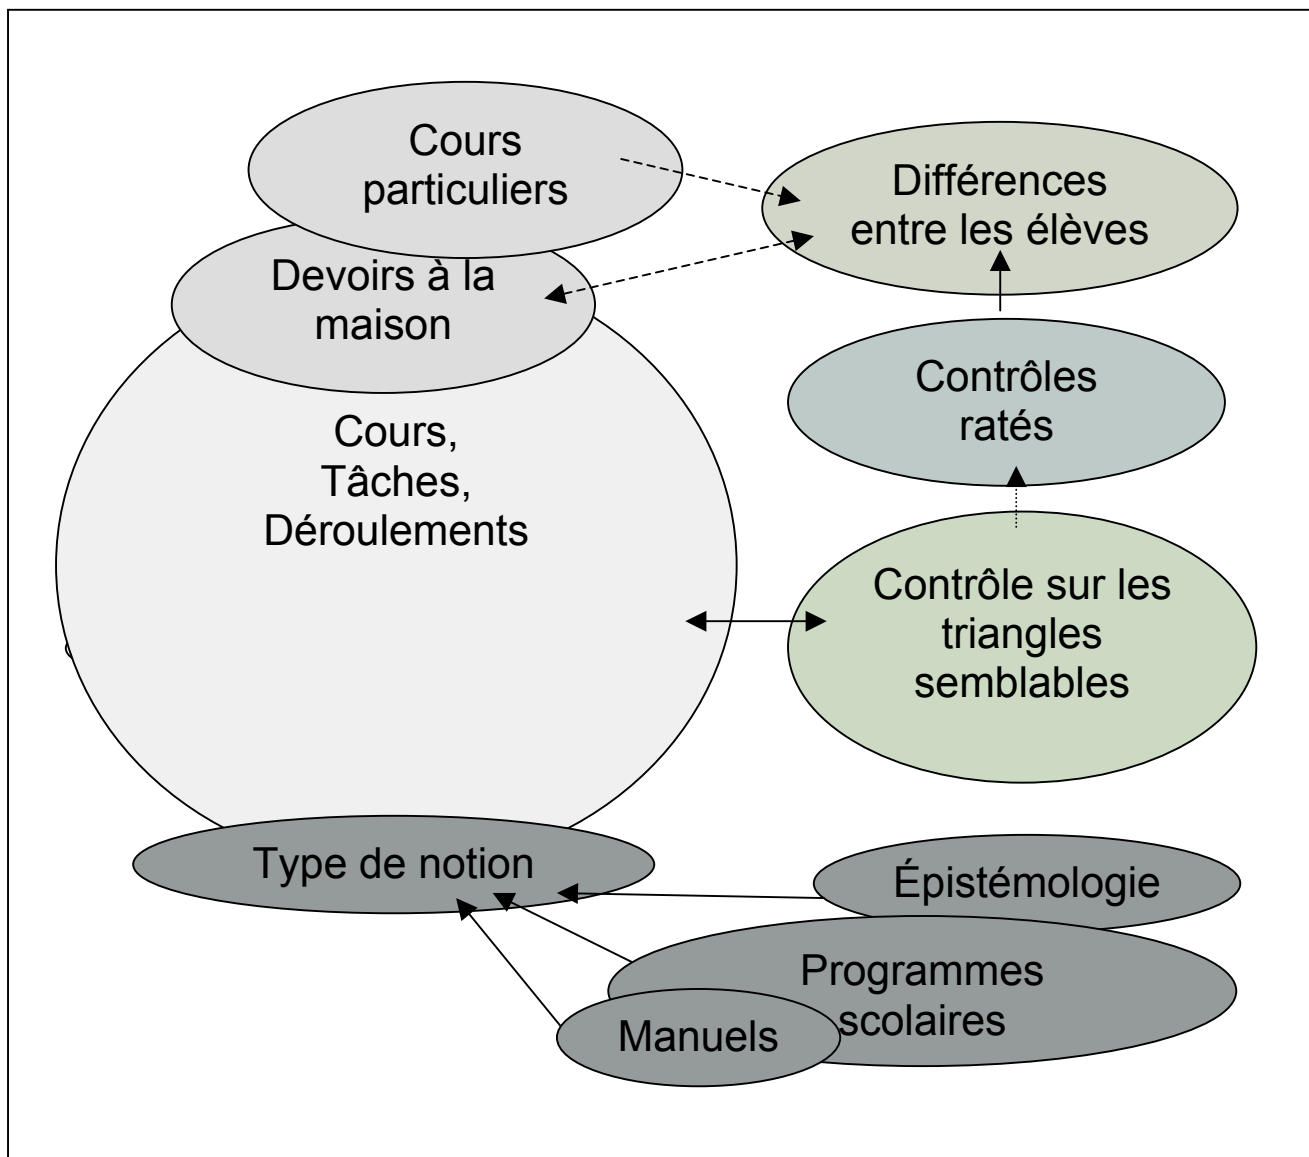 Cours
particuliers
Différences
entre les élèves
Devoirs à la
maison
Contrôles
ratés
Cours,
Tâches,
Déroulements
Contrôle sur les
triangles
semblables
Type de notion
Épistémologie
Programmes
scolaires
Manuels